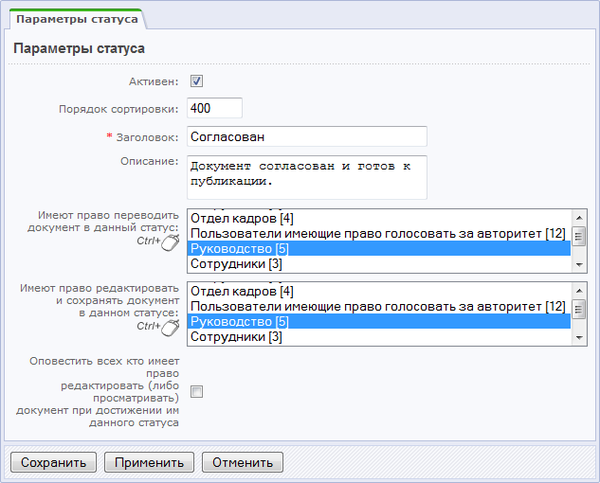 Параметры статуса
Параметры статуса
Активен:
Порядок сортировки: 400
* Заголовок: Согласован
Описание: Документ согласован и готов к
публикации.
Имеют право переводить
документ в данный статус:
Ctrl+
Отдел кадров [4]
Пользователи имеющие право голосовать за авторитет [12]
Руководство [5]
Сотрудники [3]
Имеют право редактировать
и сохранять документ
в данном статусе:
Ctrl+
Отдел кадров [4]
Пользователи имеющие право голосовать за авторитет [12]
Руководство [5]
Сотрудники [3]
Оповестить всех кто имеет
право
редактировать (либо
просматривать)
документ при достижении им
данного статуса
Сохранить Применить Отменить